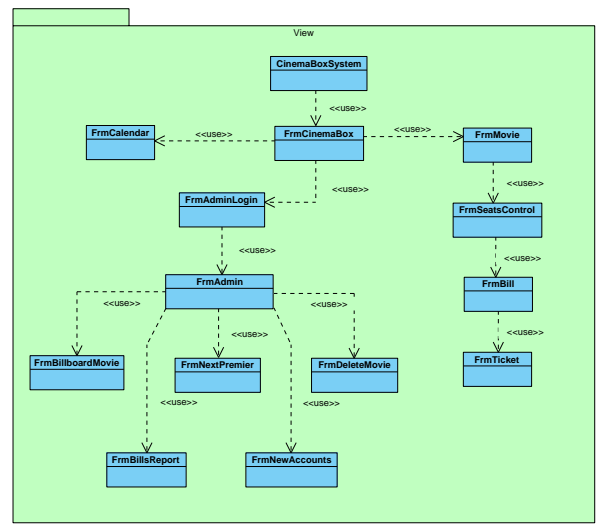 View
CinemaBoxSystem
<<use>>
FrmCalendar
<<use>>
FrmCinemaBox
<<use>>
FrmMovie
<<use>>
<<use>>
FrmAdminLogin
FrmSeatsControl
<<use>>
<<use>>
FrmAdmin
FrmBill
<<use>>
<<use>>
<<use>>
<<use>>
FrmBillboardMovie
FrmNextPremier
FrmDeleteMovie
FrmTicket
<<use>>
<<use>>
FrmBillsReport
FrmNewAccounts